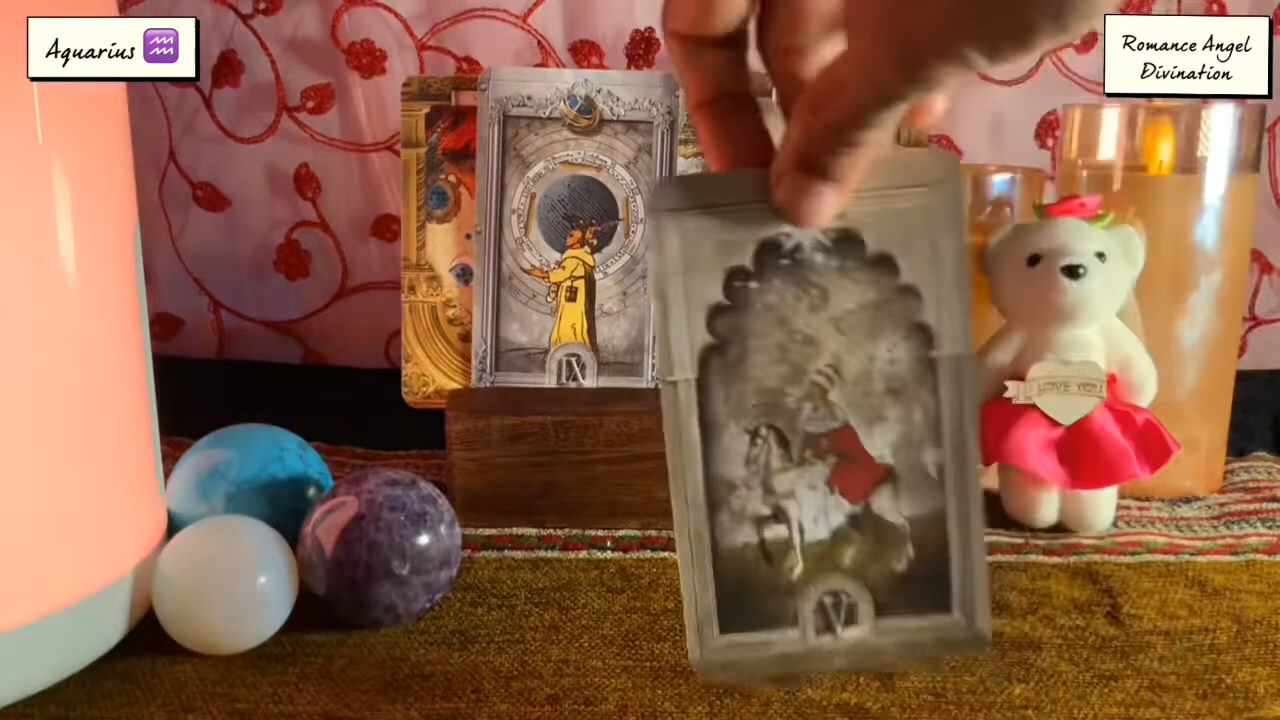 Aquarius ♒
Romance Angel
Divination
IX
I LOVE YOU